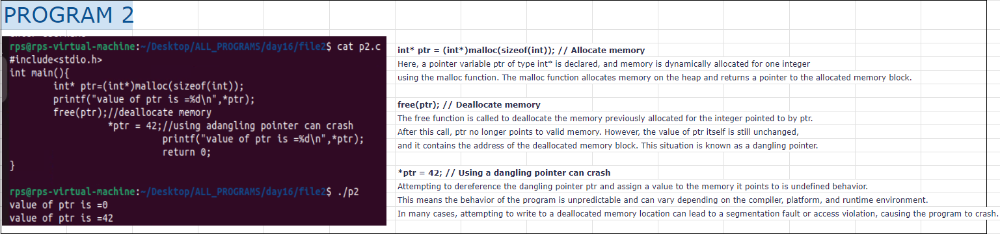 PROGRAM 2
rps@rps-virtual-machine:~/Desktop/ALL_PROGRAMS/day16/file2$ cat p2.c
#include<stdio.h>
int main(){
int* ptr=(int*)malloc(sizeof(int));
printf("value of ptr is =%d\n",*ptr);
free(ptr);//deallocate memory
*ptr = 42;//using adangling pointer can crash
printf("value of ptr is =%d\n",*ptr);
return 0;
}
rps@rps-virtual-machine:~/Desktop/ALL_PROGRAMS/day16/file2$ ./p2
value of ptr is =0
value of ptr is =42
int* ptr = (int*)malloc(sizeof(int)); // Allocate memory
Here, a pointer variable ptr of type int* is declared, and memory is dynamically allocated for one integer
using the malloc function. The malloc function allocates memory on the heap and returns a pointer to the allocated memory block.
free(ptr); // Deallocate memory
The free function is called to deallocate the memory previously allocated for the integer pointed to by ptr.
After this call, ptr no longer points to valid memory. However, the value of ptr itself is still unchanged,
and it contains the address of the deallocated memory block. This situation is known as a dangling pointer.
*ptr = 42; // Using a dangling pointer can crash
Attempting to dereference the dangling pointer ptr and assign a value to the memory it points to is undefined behavior.
This means the behavior of the program is unpredictable and can vary depending on the compiler, platform, and runtime environment.
In many cases, attempting to write to a deallocated memory location can lead to a segmentation fault or access violation, causing the program to crash.